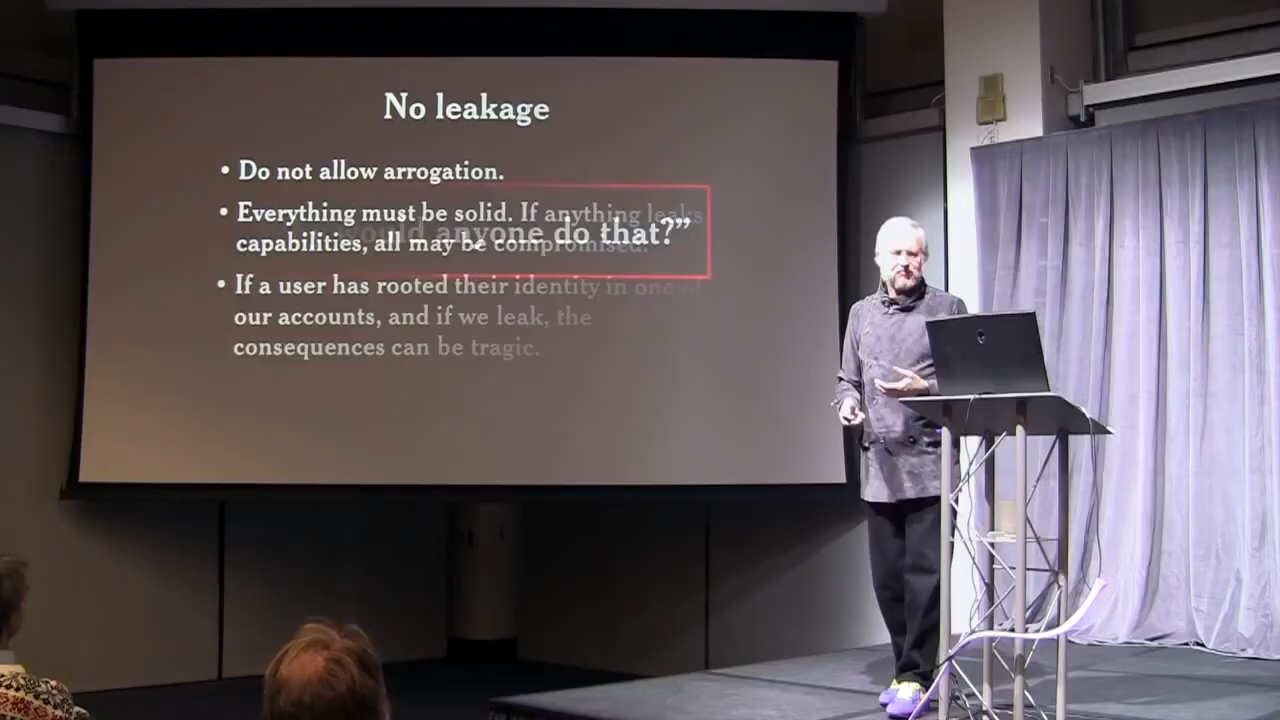 No leakage
• Do not allow arrogation.
• Everything must be solid. If anything leaks
would anyone do that?”
capabilities, all may be compromised.
• If a user has rooted their identity in one of
our accounts, and if we leak, the
consequences can be tragic.